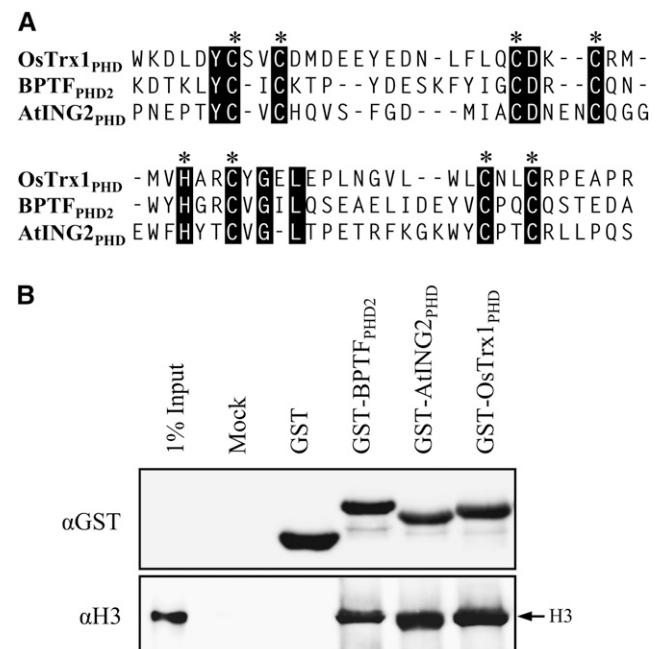 A
* * * *
OsTrx1PHD WKDLDYCSVCDMDEEYEDN-LFLQCDK--CRM-
BPTFPHD2 KDTKLYC-ICKTP--YDESKFYIGCDR--CQN-
AtING2PHD PNEPTYC-VCHQVS-FGD---MIACDNENCQGG
* * * *
OsTrx1PHD -MVHARCYGELEPLNGVL--WLCNLCRPEAPR
BPTFPHD2 -WYHGRCVGILQSEAELIDEYVCPQCQSTEDA
AtING2PHD EWFHYTCVG-LTPETRFKGKWYCPTCRLLPQS
B
1% Input
Mock
GST
GST-BPTFPHD2
GST-AtING2PHD
GST-OsTrx1PHD
αGST
αH3
H3